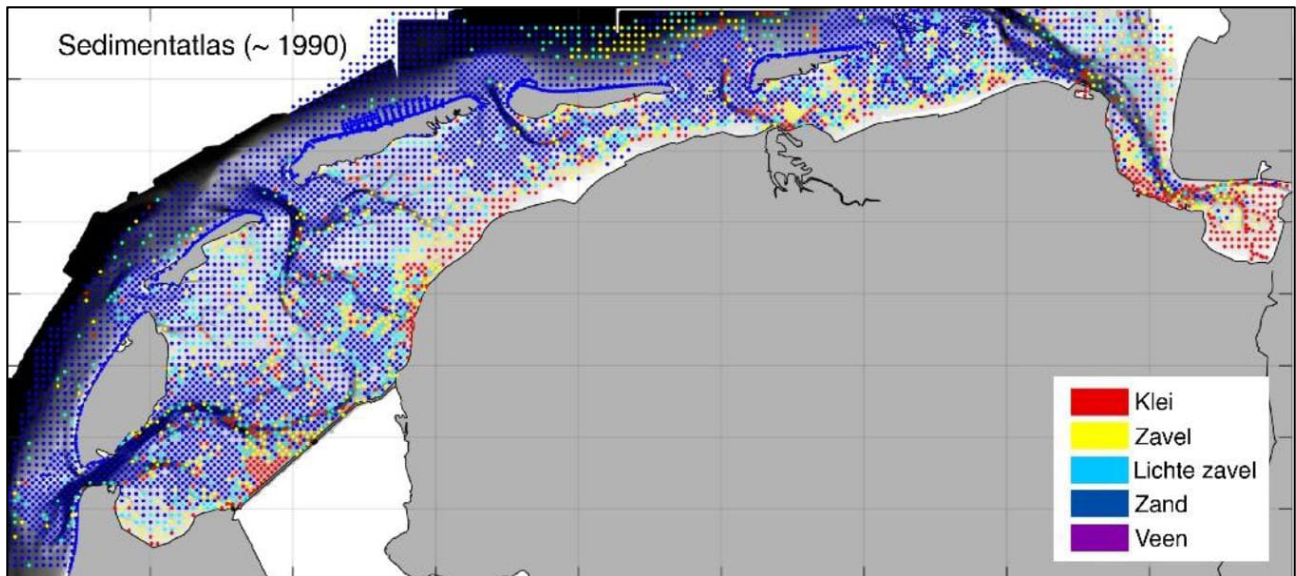 Sedimentatlas (~ 1990)
Klei
Zavel
Lichte zavel
Zand
Veen